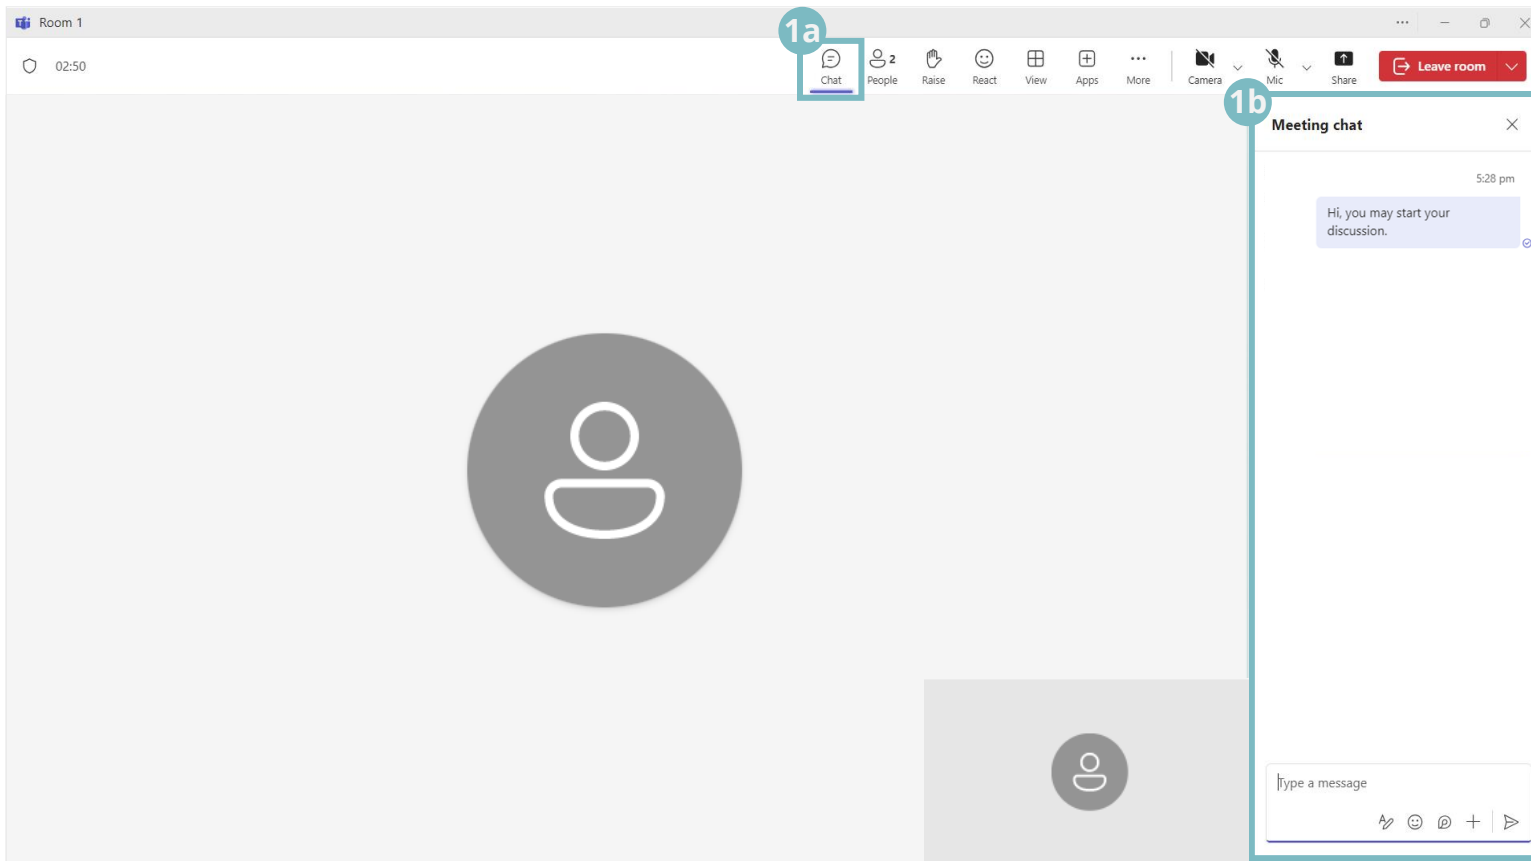 Room 1
1a
02:50
Chat
2
People
Raise
React
View
Apps
More
Camera
Mic
Share
Leave room
1b
Meeting chat
5:28 pm
Hi, you may start your
discussion.
Type a message